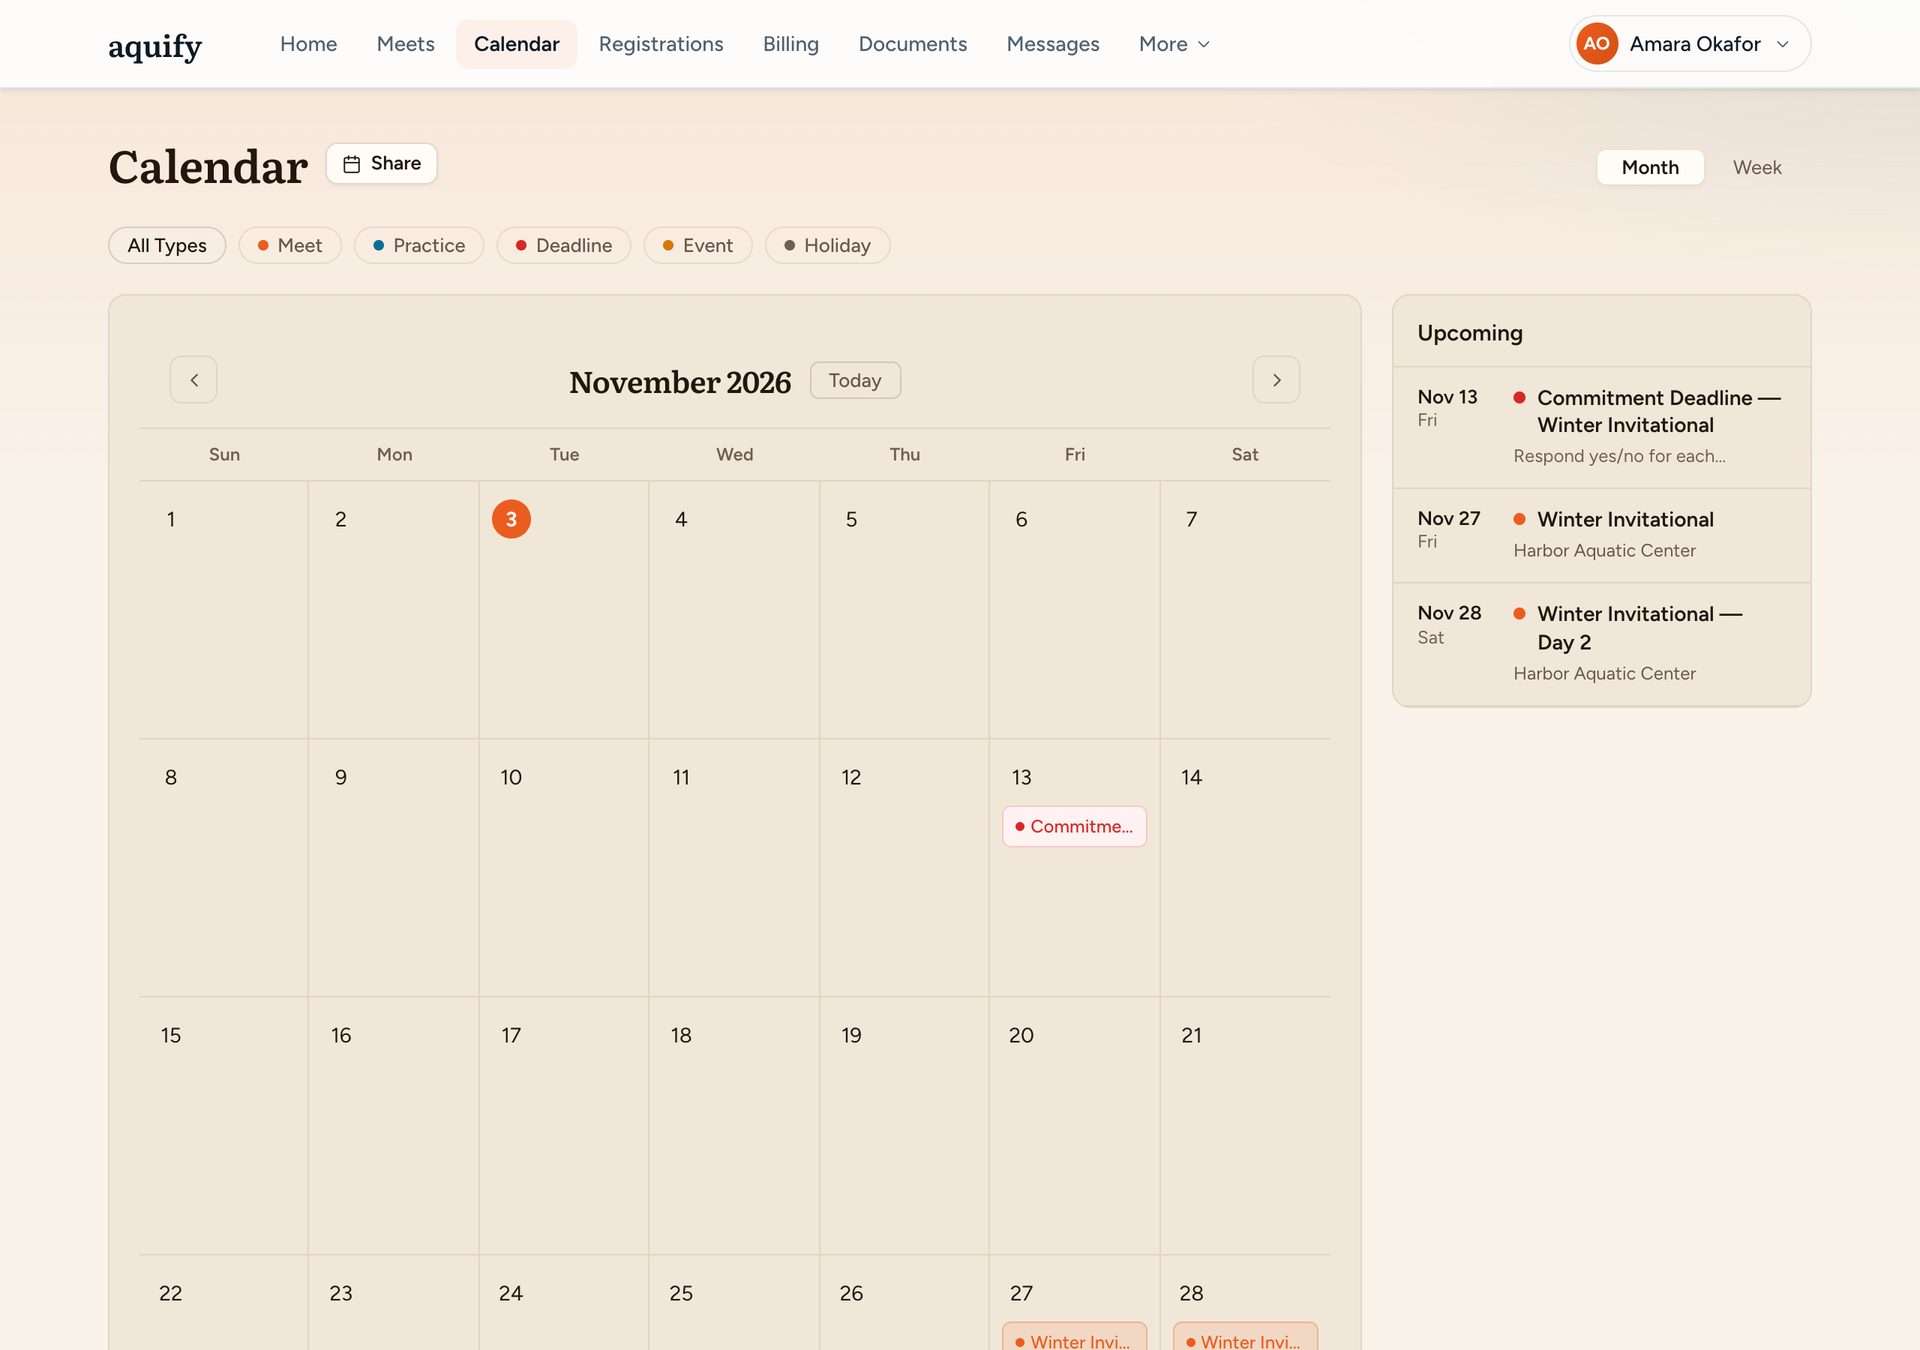 aquify
Home Meets Calendar Registrations Billing Documents Messages More
AO Amara Okafor
Calendar Share
Month Week
All Types Meet Practice Deadline Event Holiday
November 2026 Today
Sun Mon Tue Wed Thu Fri Sat
1 2 3 4 5 6 7
8 9 10 11 12 13 14
Commitme...
15 16 17 18 19 20 21
22 23 24 25 26 27 28
Winter Invi... Winter Invi...
Upcoming
Nov 13 Commitment Deadline —
Fri Winter Invitational
Respond yes/no for each...
Nov 27 Winter Invitational
Fri Harbor Aquatic Center
Nov 28 Winter Invitational —
Sat Day 2
Harbor Aquatic Center